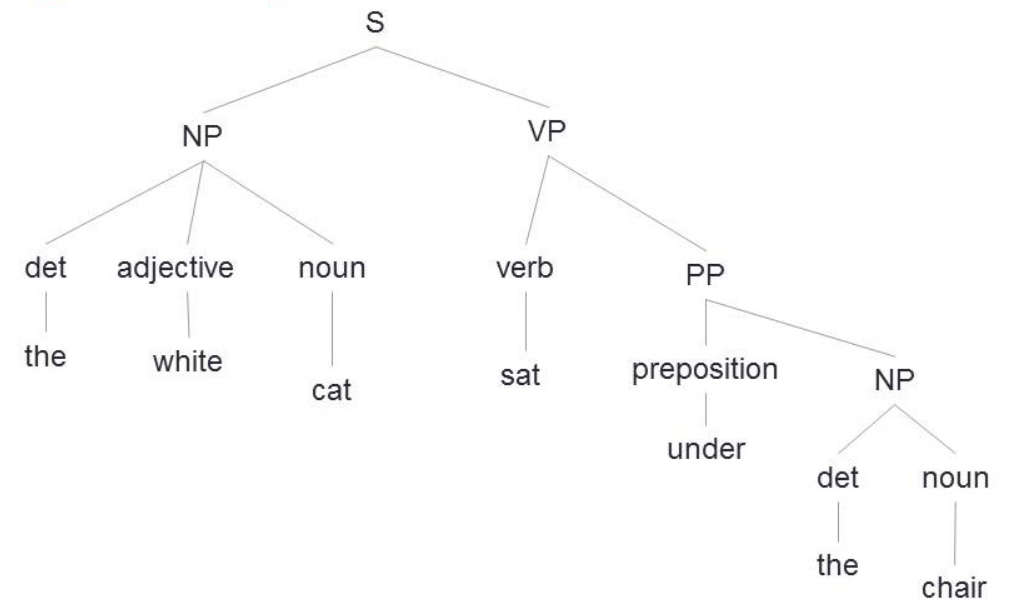 S
NP VP
det adjective noun verb PP
the white cat sat preposition NP
under det noun
the chair